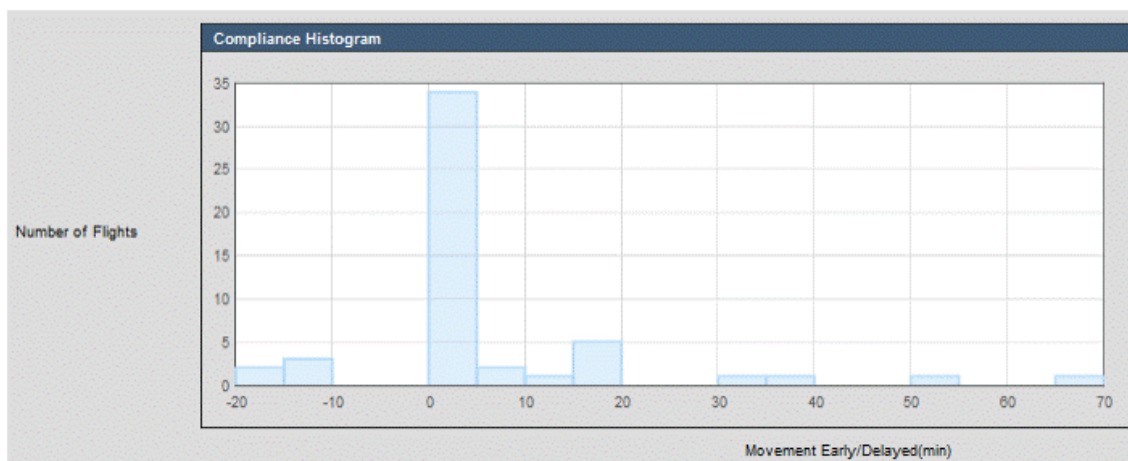 Compliance Histogram
35
30
25
20
15
10
5
0
Number of Flights
-20 -10 0 10 20 30 40 50 60 70
Movement Early/Delayed(min)